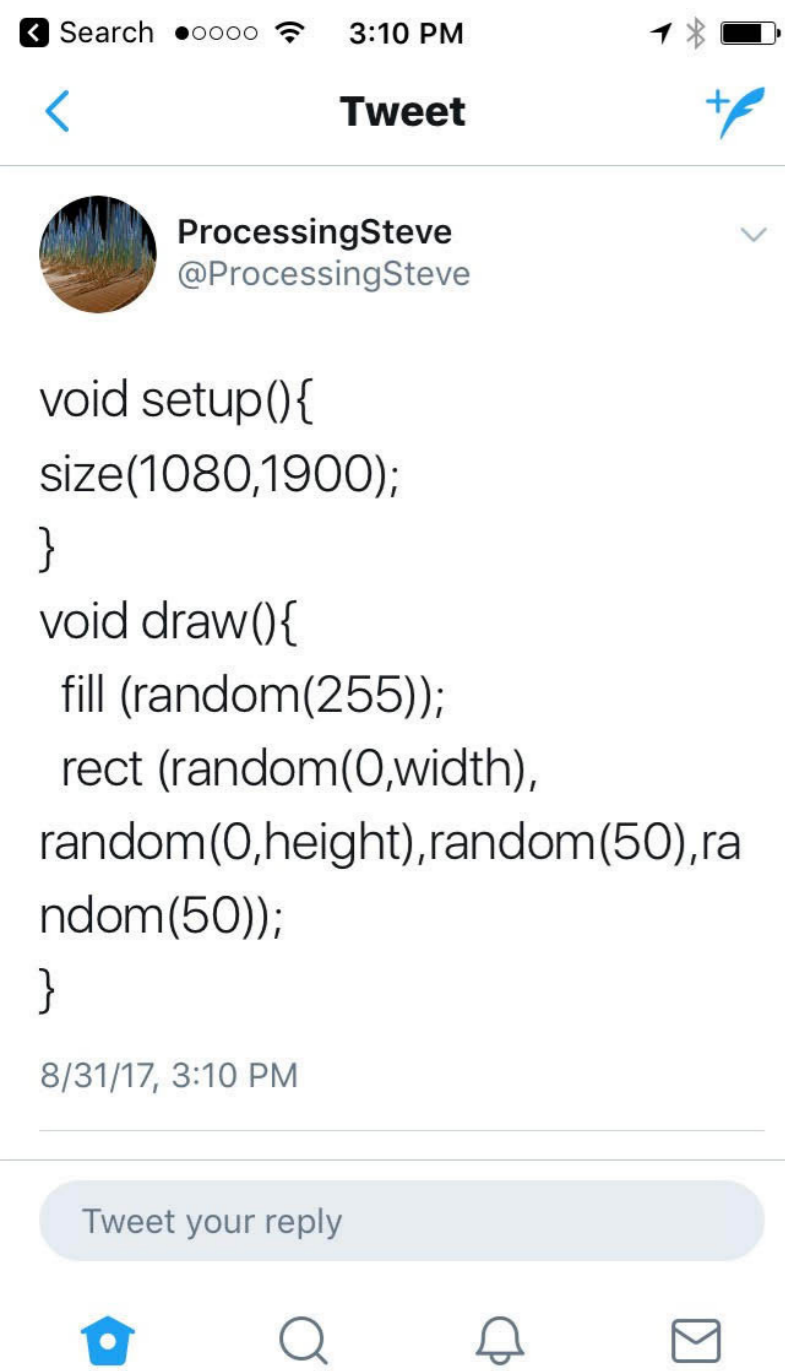 Search 3:10 PM
Tweet
ProcessingSteve
@ProcessingSteve
void setup(){
size(1080,1900);
}
void draw(){
fill (random(255));
rect (random(0,width),
random(0,height),random(50),ra
ndom(50));
}
8/31/17, 3:10 PM
Tweet your reply